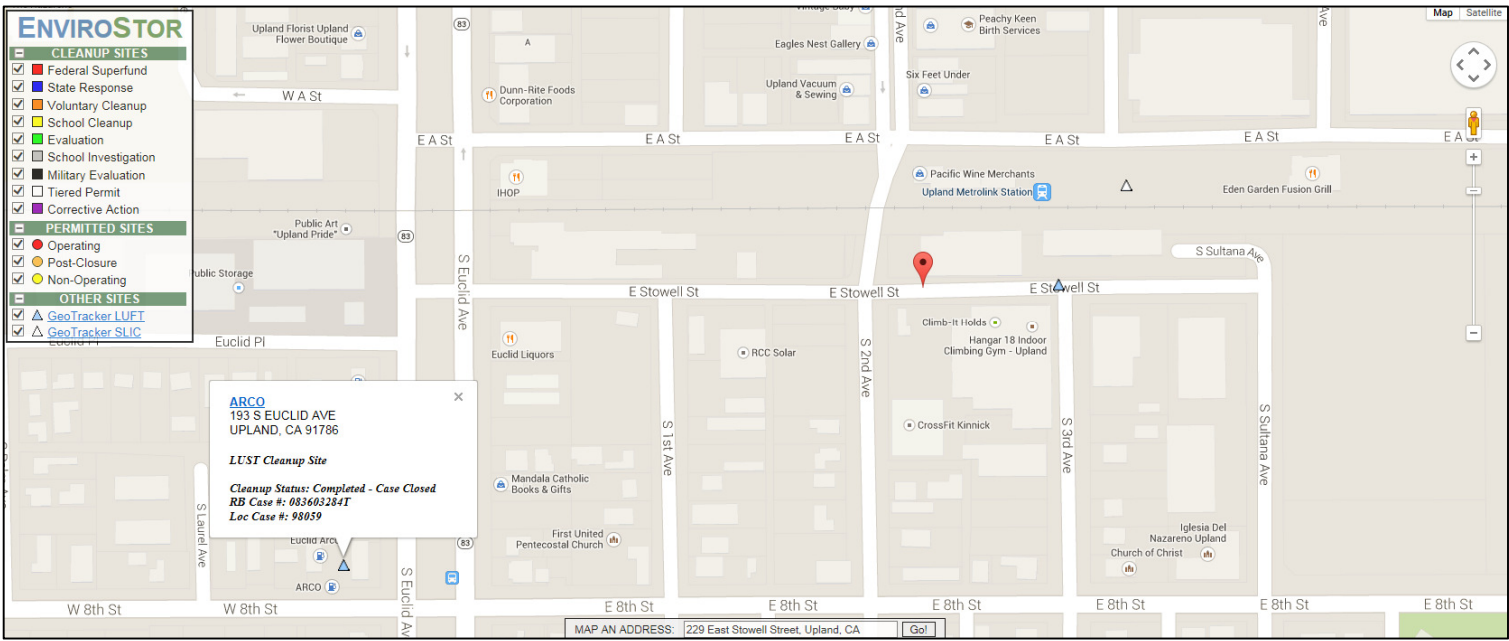 ENVIROSTOR
CLEANUP SITES
Federal Superfund
State Response
Voluntary Cleanup
School Cleanup
Evaluation
School Investigation
Military Evaluation
Tiered Permit
Corrective Action
PERMITTED SITES
Operating
Post-Closure
Non-Operating
OTHER SITES
GeoTracker LUFT
GeoTracker SLIC
Map
Satellite
Upland Florist Upland
Flower Boutique
83
A
Dunn-Rite Foods
Corporation
Eagles Nest Gallery
Upland Vacuum
& Sewing
nd Ave
Peachy Keen
Birth Services
Six Feet Under
Ave
W A St
E A St
E A St
E A St
E A St
E A St
E A
IHOP
Pacific Wine Merchants
Upland Metrolink Station
Eden Garden Fusion Grill
Public Art
"Upland Pride"
83
Public Storage
S Euclid Ave
S Sultana Ave
E Stowell St
E Stowell St
E Stowell St
Euclid Pl
Euclid Pl
Euclid Liquors
RCC Solar
S 2nd Ave
Climb-It Holds
Hangar 18 Indoor
Climbing Gym - Upland
ARCO
193 S EUCLID AVE
UPLAND, CA 91786
LUST Cleanup Site
Cleanup Status: Completed - Case Closed
RB Case #: 083603284T
Loc Case #: 98059
S 1st Ave
CrossFit Kinnick
S 3rd Ave
S Sultana Ave
Mandala Catholic
Books & Gifts
S Laurel Ave
First United
Pentecostal Church
83
Iglesia Del
Nazareno Upland
Church of Christ
Euclid Arco
ARCO
S Euclid Av
W 8th St
W 8th St
E 8th St
E 8th St
E 8th St
E 8th St
E 8th St
E 8th St
MAP AN ADDRESS:
229 East Stowell Street, Upland, CA
Go!